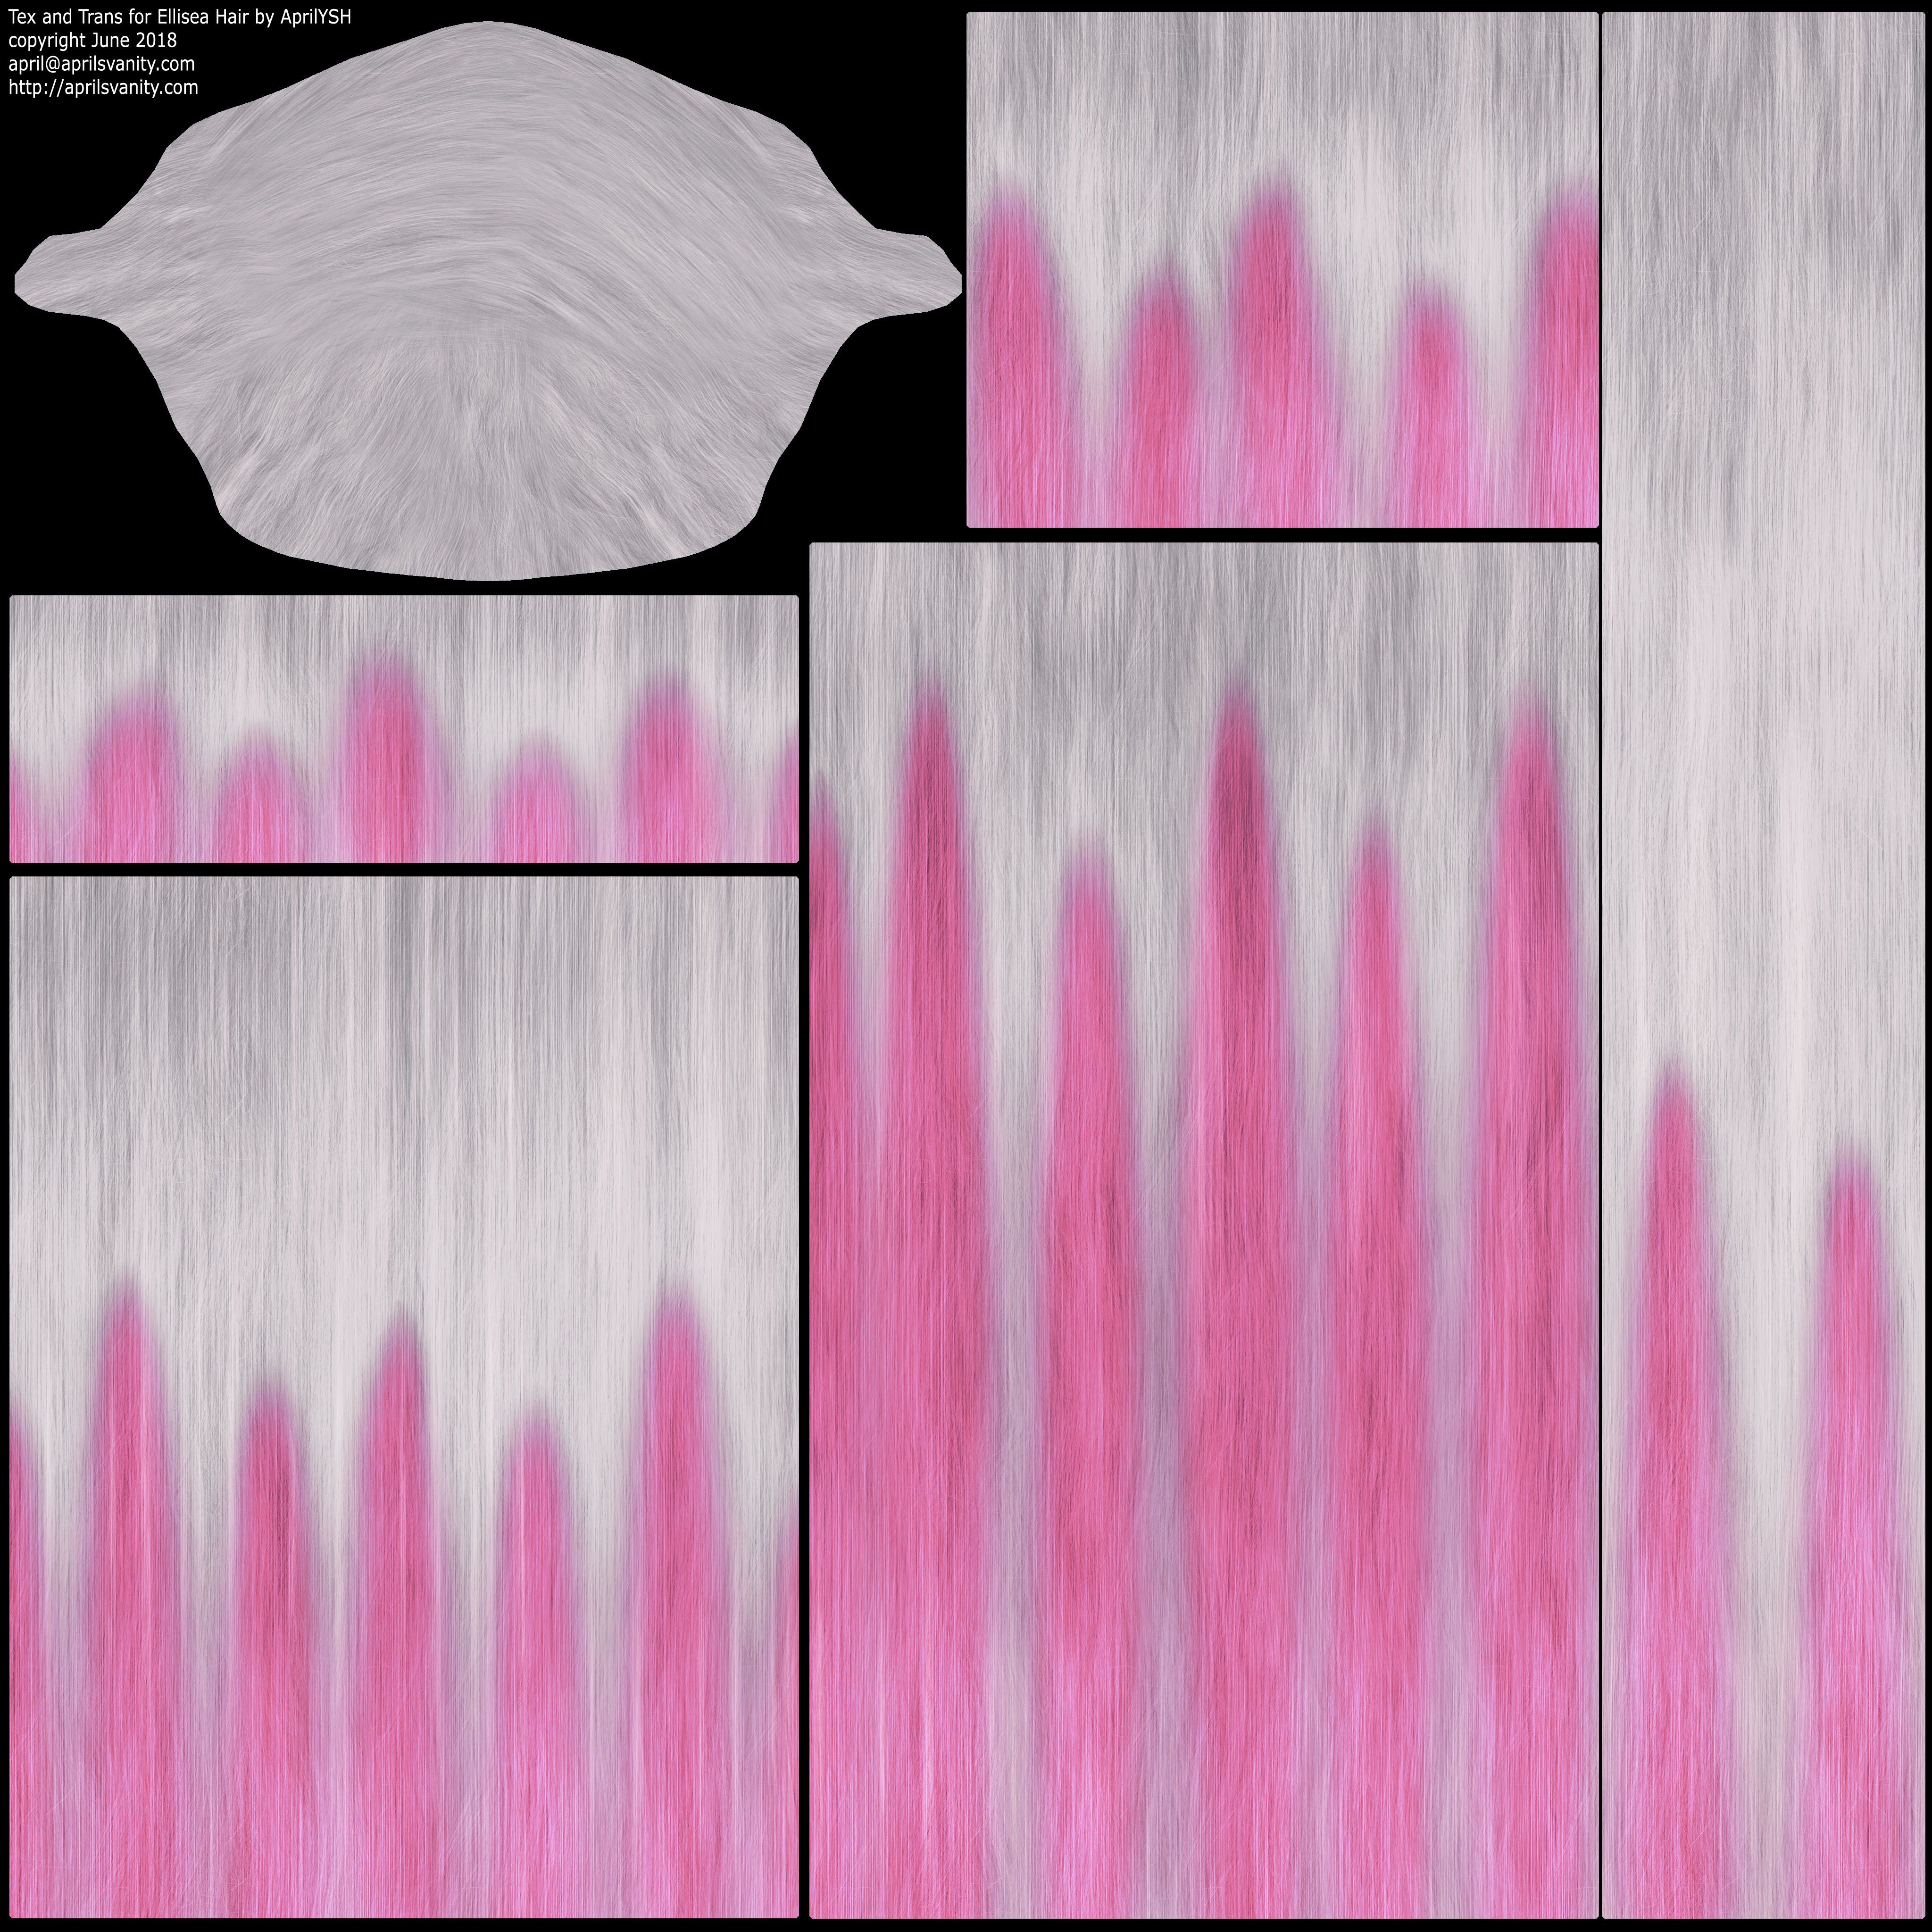 Tex and Trans for Ellisea Hair by AprilYSH
copyright June 2018
april@aprilsvanity.com
http://aprilsvanity.com